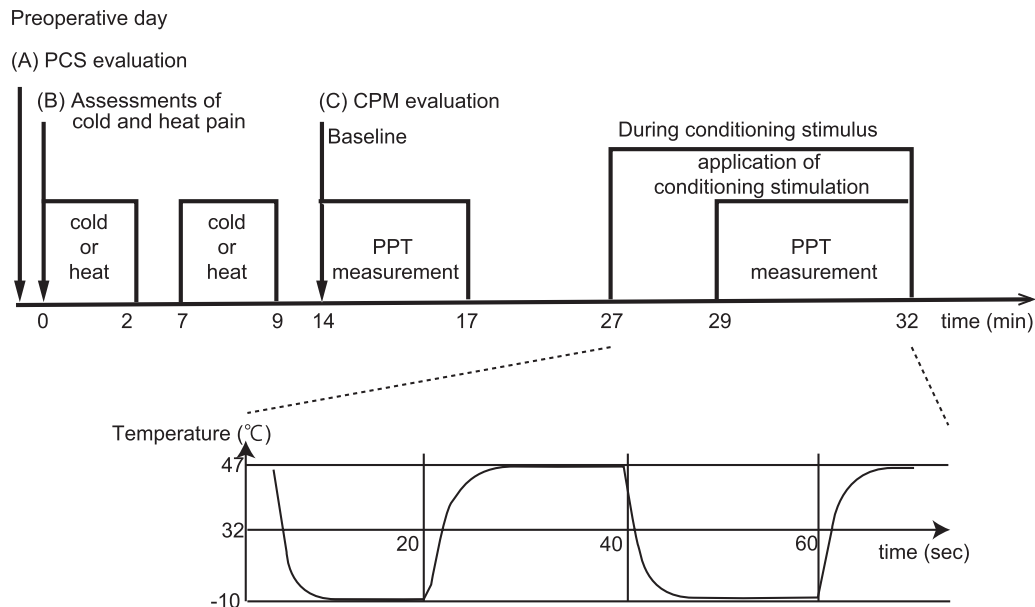 Preoperative day
(A) PCS evaluation
(B) Assessments of
cold and heat pain
(C) CPM evaluation
Baseline
During conditioning stimulus
application of
conditioning stimulation
cold
or
heat
cold
or
heat
PPT
measurement
PPT
measurement
0 2 7 9 14 17 27 29 32 time (min)
Temperature (℃)
47
32
20 40 60
time (sec)
-10